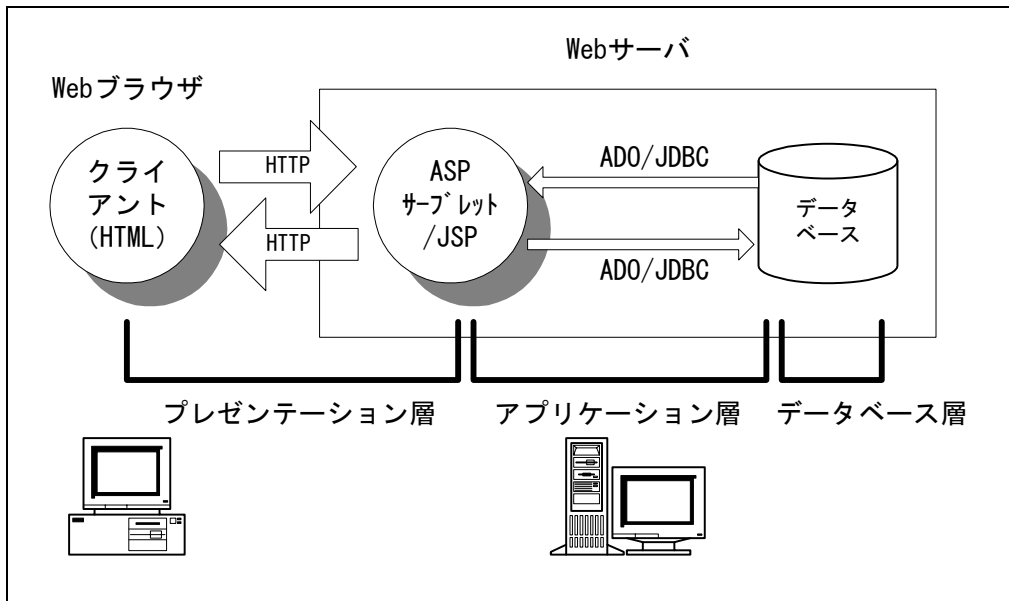 Webサーバ
Webブラウザ
クライ
アント
(HTML)
HTTP
HTTP
ASP
ｻｰﾌﾞﾚｯﾄ
/JSP
ADO/JDBC
ADO/JDBC
データ
ベース
プレゼンテーション層
アプリケーション層
データベース層